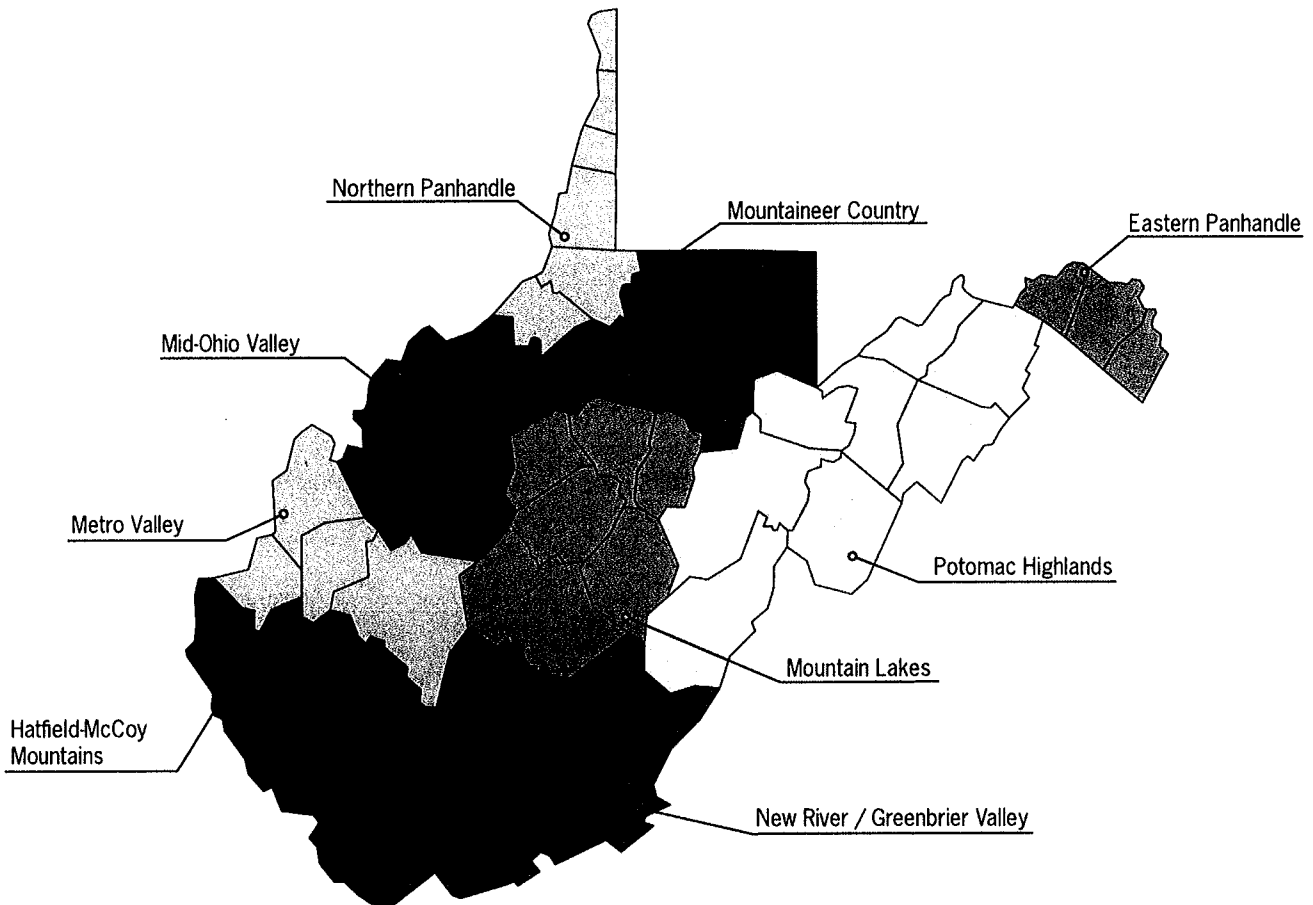 Northern Panhandle
Mountaineer Country
Eastern Panhandle
Mid-Ohio Valley
Metro Valley
Potomac Highlands
Mountain Lakes
Hatfield-McCoy
Mountains
New River / Greenbrier Valley